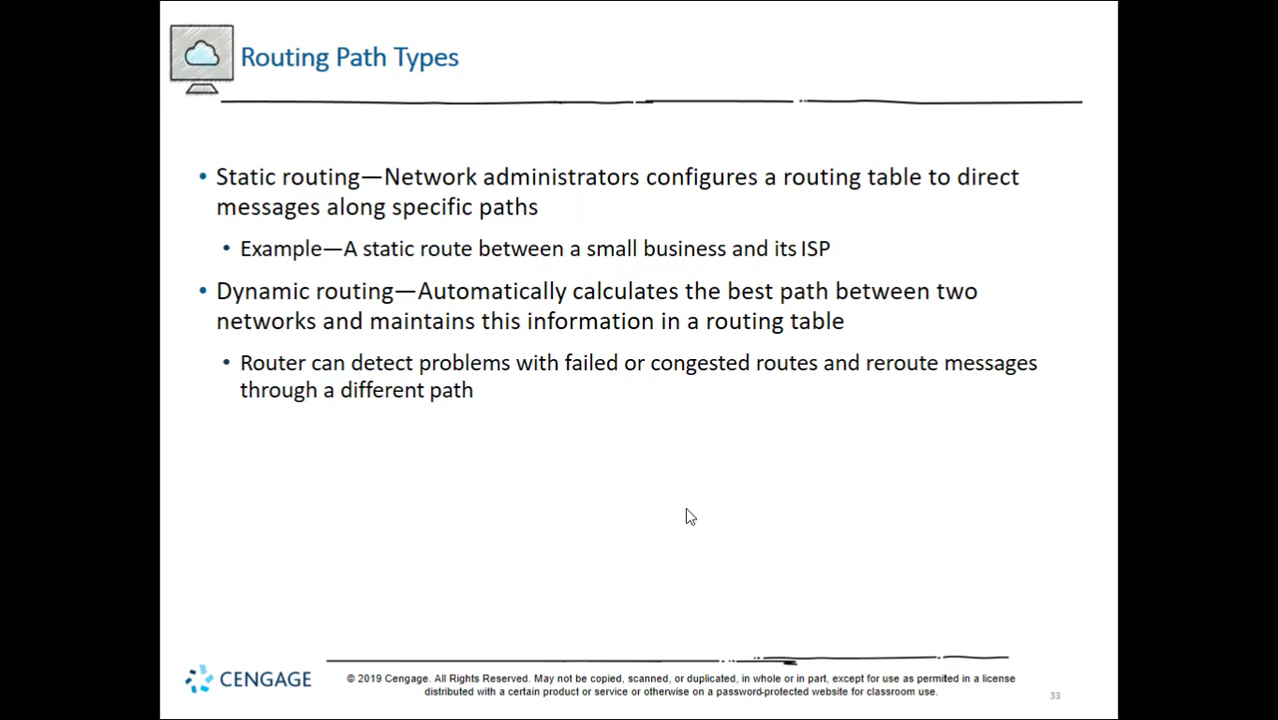 Routing Path Types
• Static routing—Network administrators configures a routing table to direct
messages along specific paths
• Example—A static route between a small business and its ISP
• Dynamic routing—Automatically calculates the best path between two
networks and maintains this information in a routing table
• Router can detect problems with failed or congested routes and reroute messages
through a different path
CENGAGE
© 2019 Cengage. All Rights Reserved. May not be copied, scanned, or duplicated, in whole or in part, except for use as permitted in a license
distributed with a certain product or service or otherwise on a password-protected website for classroom use.
33